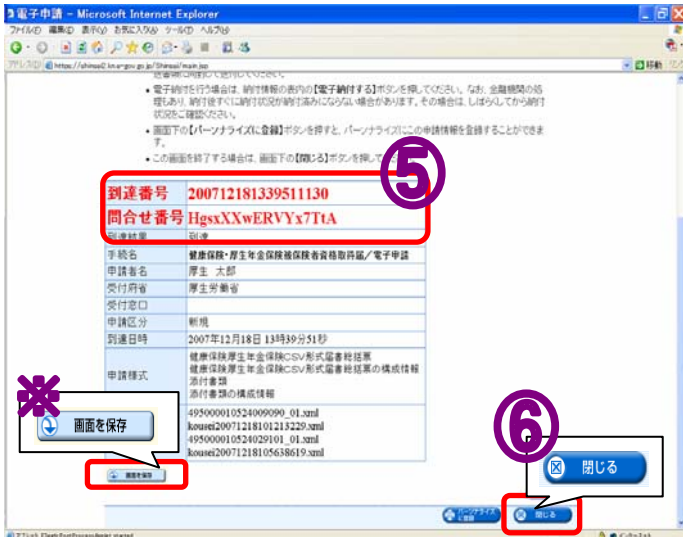 電子申請 - Microsoft Internet Explorer
ファイル(F) 編集(E) 表示(V) お気に入り(A) ツール(T) ヘルプ(H)
移動
• 電子納付を行う場合は、納付情報の表内の【電子納付する】ボタンを押してください。なお、金融機関の処
理もあり、納付後すぐに納付状況が納付済みにならない場合があります。その場合は、しばらくしてから納付
状況をご確認ください。
• 画面下の【パーソナライズに登録】ボタンを押すと、パーソナライズにこの申請情報を登録することができま
す。
• この画面を終了する場合は、画面下の【閉じる】ボタンを押して
⑤
到達番号 200712181339511130
問合せ番号 HgsxXXwERVYx7TtA
到達結果 到達
手続名 健康保険・厚生年金保険被保険者資格取得届/電子申請
申請者名 厚生 太郎
受付府省 厚生労働省
受付窓口
申請区分 新規
到達日時 2007年12月18日 13時39分51秒
申請様式 健康保険厚生年金保険CSV形式届書総括票
健康保険厚生年金保険CSV形式届書総括票の構成情報
添付書類
添付書類の構成情報
495000010524009090_01.xml
kousei20071218101213229.xml
495000010524029101_01.xml
kousei20071218105638619.xml
※
画面を保存
画面を保存
⑥
閉じる
パーソナライズ
に登録
閉じる